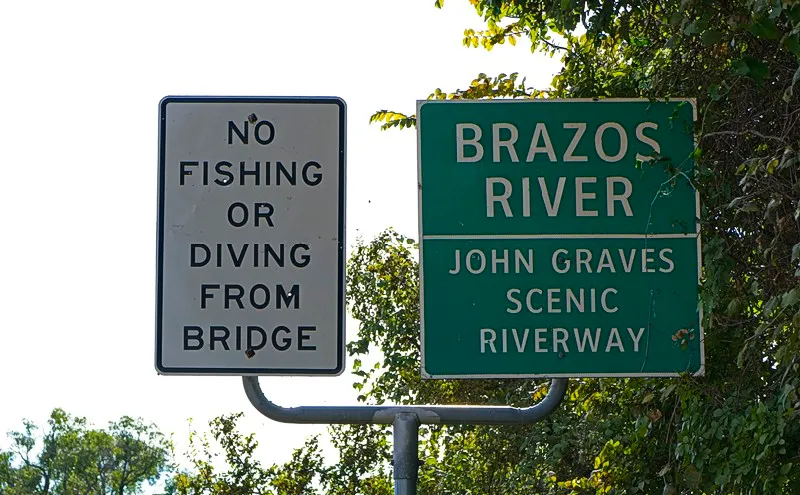 NO
FISHING
OR
DIVING
FROM
BRIDGE
BRAZOS
RIVER
JOHN GRAVES
SCENIC
RIVERWAY